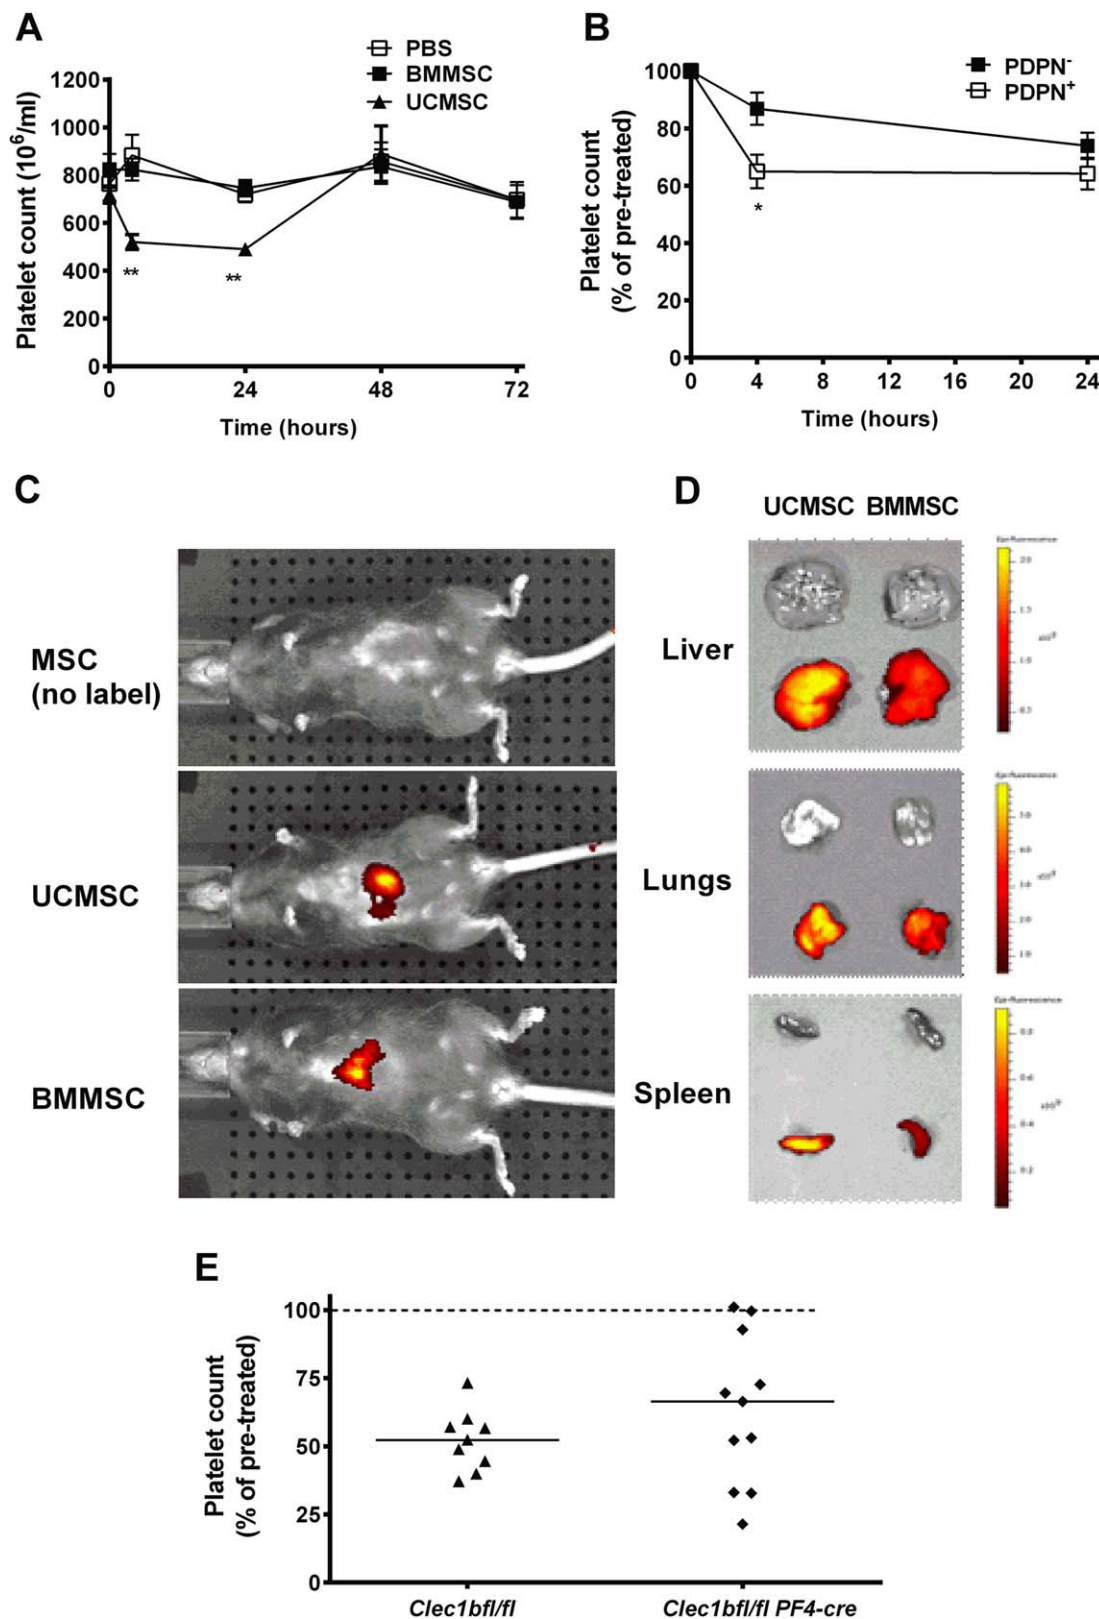 A
PBS
BMMSC
UCMSC
Platelet count (10⁶/ml)
1200
1000
800
600
400
200
0
**
**
0
24
48
72
Time (hours)
B
PDPN⁻
PDPN⁺
Platelet count
(% of pre-treated)
100
80
60
40
20
0
*
0
4
8
12
16
20
24
Time (hours)
C
MSC
(no label)
UCMSC
BMMSC
D
UCMSC BMMSC
Liver
Lungs
Spleen
E
Platelet count
(% of pre-treated)
100
75
50
25
0
Clec1bfl/fl
Clec1bfl/fl PF4-cre